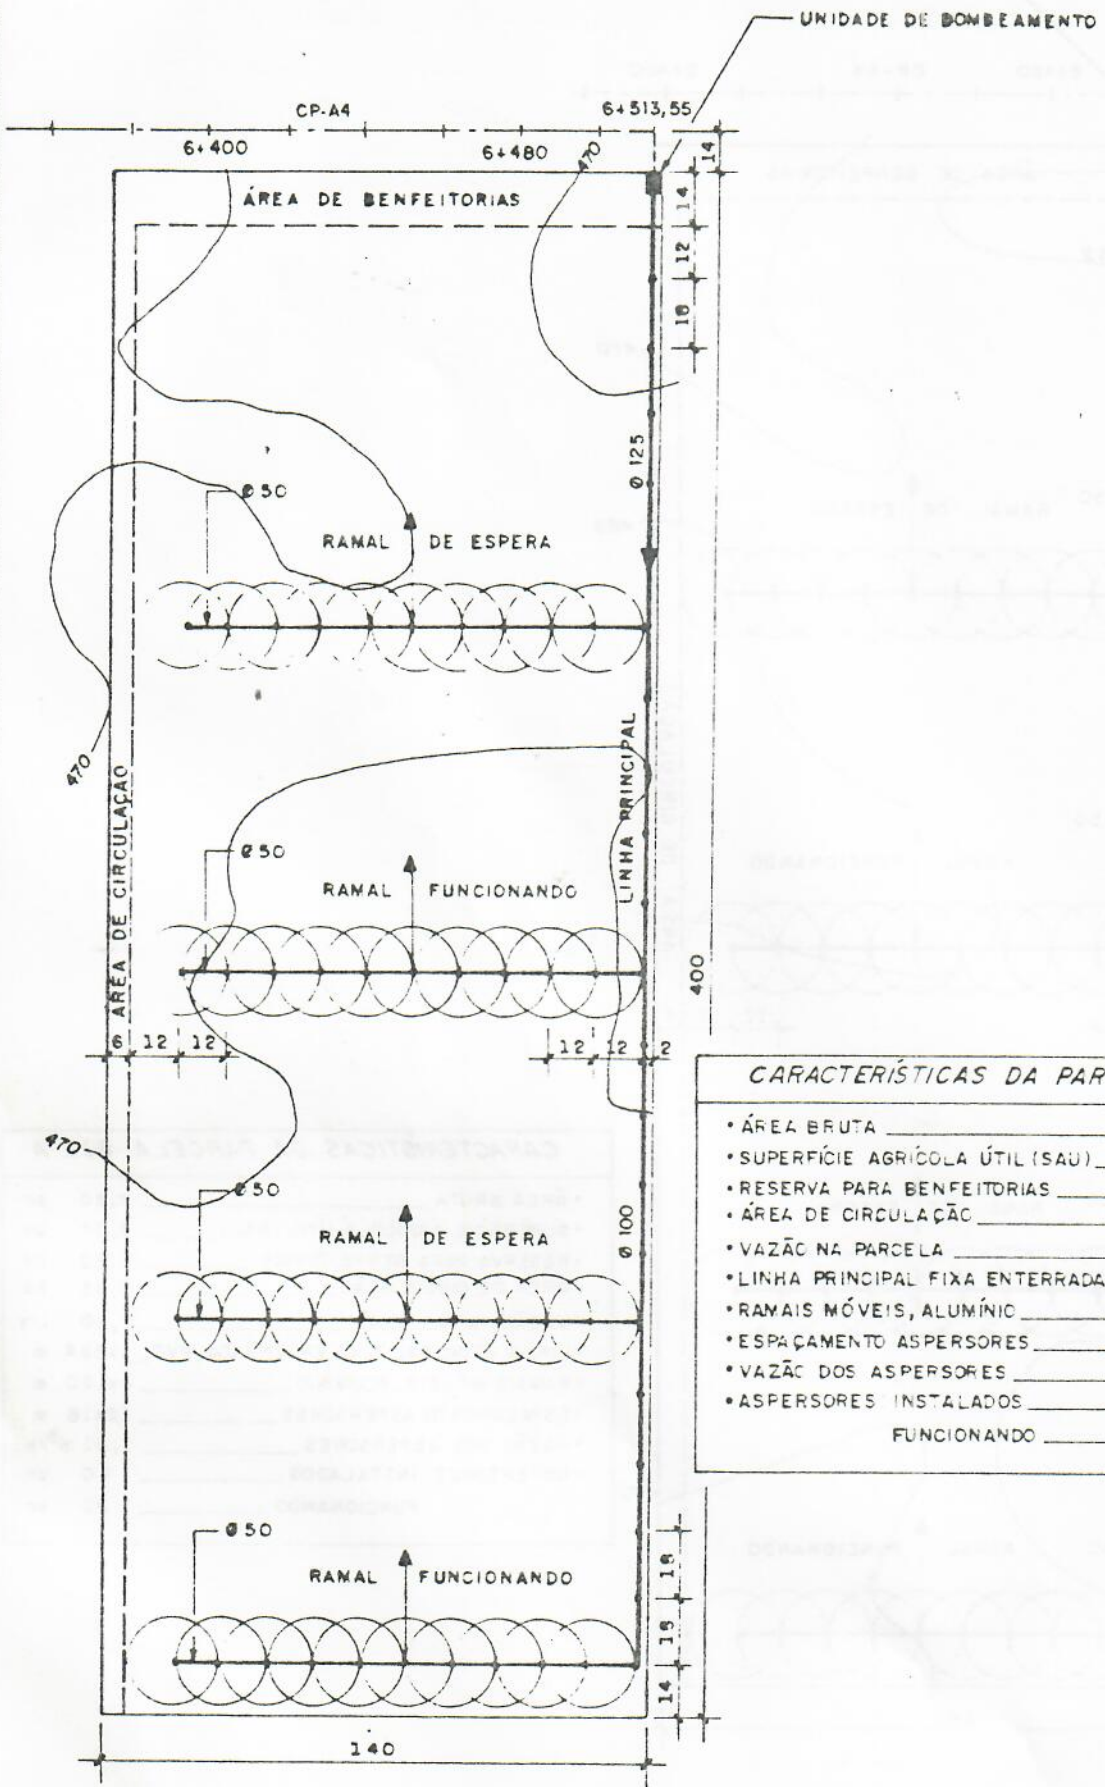 UNIDADE DE BOMBEAMENTO
CP-A4
6+513,55
6+400
6+480
470
14
ÁREA DE BENFEITORIAS
14
12
18
Ø 125
Ø 50
RAMAL DE ESPERA
470
ÁREA DE CIRCULAÇÃO
LINHA PRINCIPAL
Ø 50
RAMAL FUNCIONANDO
400
6 12 12
12 12 2
470
Ø 50
RAMAL DE ESPERA
Ø 100
CARACTERÍSTICAS DA PAR
• ÁREA BRUTA
• SUPERFÍCIE AGRÍCOLA ÚTIL (SAU)
• RESERVA PARA BENFEITORIAS
• ÁREA DE CIRCULAÇÃO
• VAZÃO NA PARCELA
• LINHA PRINCIPAL FIXA ENTERRADA
• RAMAIS MÓVEIS, ALUMÍNIO
• ESPAÇAMENTO ASPERSORES
• VAZÃO DOS ASPERSORES
• ASPERSORES INSTALADOS
FUNCIONANDO
Ø 50
RAMAL FUNCIONANDO
18
18
14
140